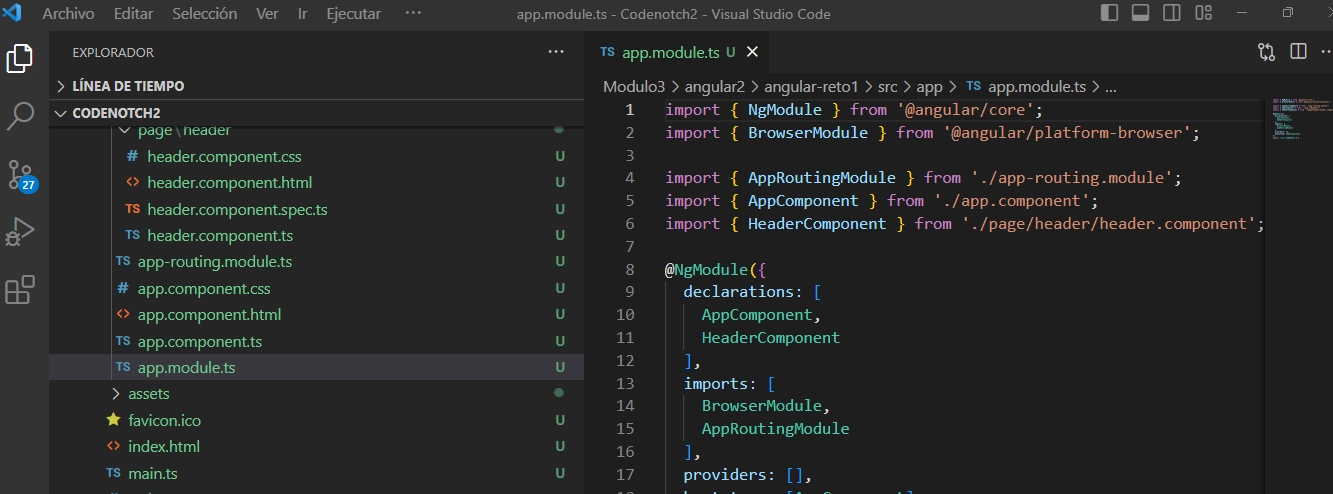 Archivo Editar Selección Ver Ir Ejecutar ··· app.module.ts - Codenotch2 - Visual Studio Code
EXPLORADOR ···
LÍNEA DE TIEMPO
CODENOTCH2
page\header
# header.component.css U
<> header.component.html U
TS header.component.spec.ts U
TS header.component.ts U
TS app-routing.module.ts U
# app.component.css U
<> app.component.html U
TS app.component.ts U
TS app.module.ts U
assets
favicon.ico U
<> index.html U
TS main.ts U
27
TS app.module.ts U
Modulo3 > angular2 > angular-reto1 > src > app > TS app.module.ts > ...
1 import { NgModule } from '@angular/core';
2 import { BrowserModule } from '@angular/platform-browser';
3
4 import { AppRoutingModule } from './app-routing.module';
5 import { AppComponent } from './app.component';
6 import { HeaderComponent } from './page/header/header.component';
7
8 @NgModule({
9 declarations: [
10 AppComponent,
11 HeaderComponent
12 ],
13 imports: [
14 BrowserModule,
15 AppRoutingModule
16 ],
17 providers: [],